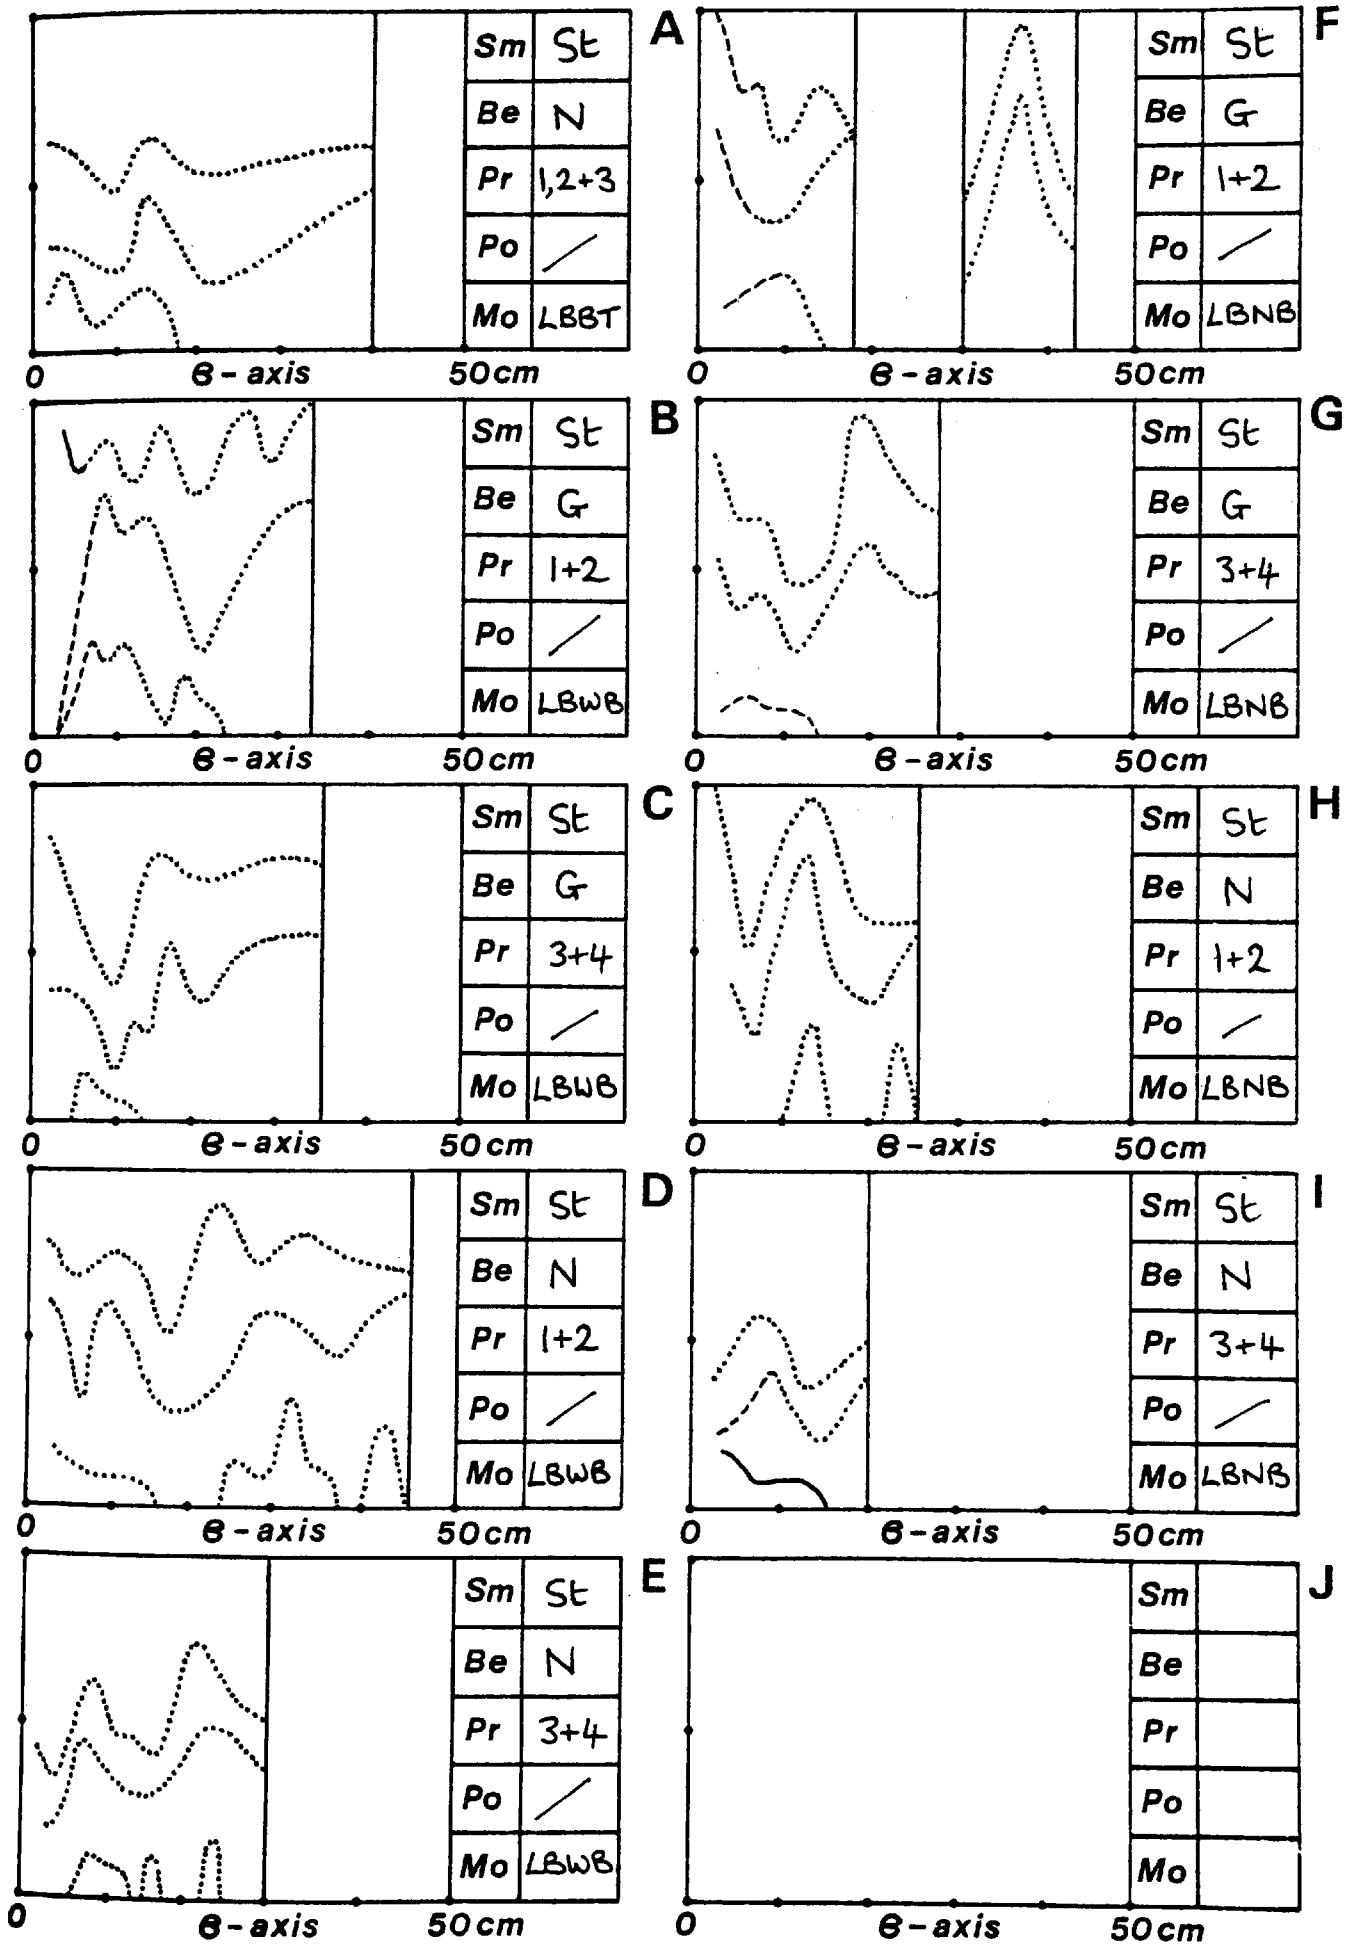 A
Sm St
Be N
Pr 1,2+3
Po /
Mo LBBT
0 ϐ-axis 50cm
B
Sm St
Be G
Pr 1+2
Po /
Mo LBWB
0 ϐ-axis 50cm
C
Sm St
Be G
Pr 3+4
Po /
Mo LBWB
0 ϐ-axis 50cm
D
Sm St
Be N
Pr 1+2
Po /
Mo LBWB
0 ϐ-axis 50cm
E
Sm St
Be N
Pr 3+4
Po /
Mo LBWB
0 ϐ-axis 50cm
F
Sm St
Be G
Pr 1+2
Po /
Mo LBNB
0 ϐ-axis 50cm
G
Sm St
Be G
Pr 3+4
Po /
Mo LBNB
0 ϐ-axis 50cm
H
Sm St
Be N
Pr 1+2
Po /
Mo LBNB
0 ϐ-axis 50cm
I
Sm St
Be N
Pr 3+4
Po /
Mo LBNB
0 ϐ-axis 50cm
J
Sm
Be
Pr
Po
Mo
0 ϐ-axis 50cm